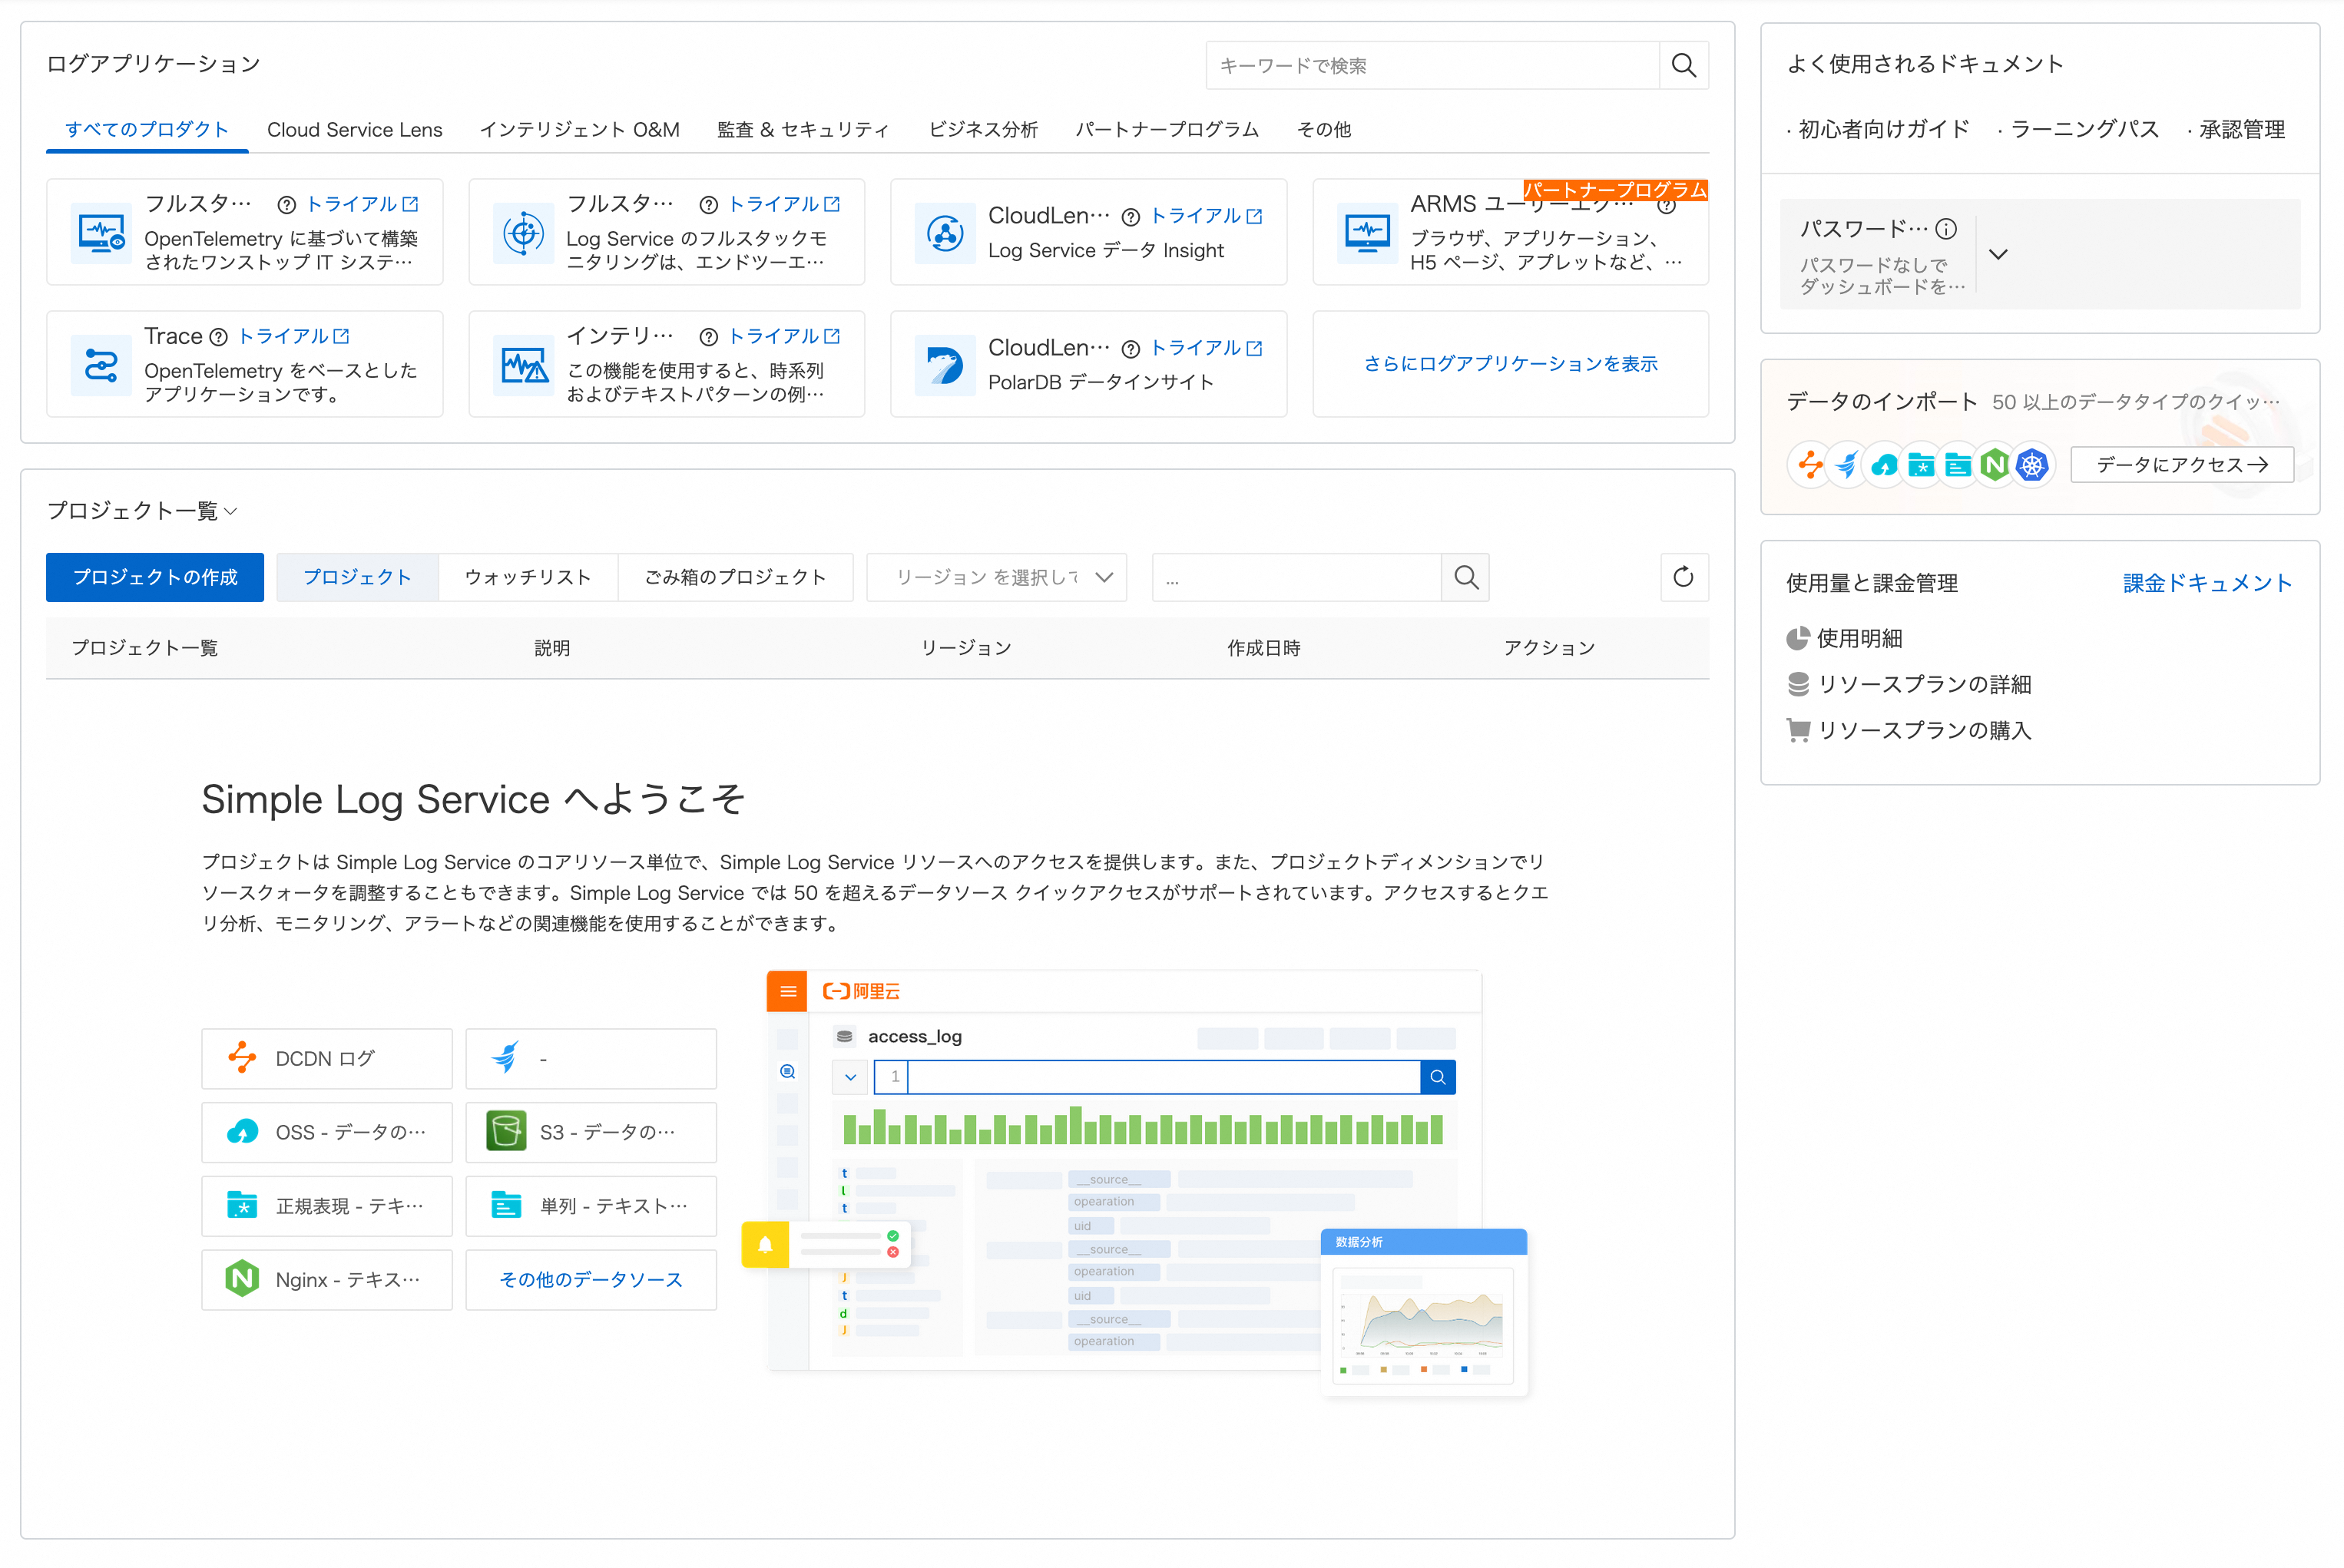 ログアプリケーション
キーワードで検索
すべてのプロダクト
Cloud Service Lens
インテリジェント O&M
監査 & セキュリティ
ビジネス分析
パートナープログラム
その他
フルスタ… トライアル
OpenTelemetry に基づいて構築
されたワンストップ IT システ…
フルスタ… トライアル
Log Service のフルスタックモ
ニタリングは、エンドツーエ…
CloudLen… トライアル
Log Service データ Insight
パートナープログラム
ARMS ユーザーエク…
ブラウザ、アプリケーション、
H5 ページ、アプレットなど、…
Trace トライアル
OpenTelemetry をベースとした
アプリケーションです。
インテリ… トライアル
この機能を使用すると、時系列
およびテキストパターンの例…
CloudLen… トライアル
PolarDB データインサイト
さらにログアプリケーションを表示
プロジェクト一覧
プロジェクトの作成
プロジェクト
ウォッチリスト
ごみ箱のプロジェクト
リージョン を選択して
...
プロジェクト一覧
説明
リージョン
作成日時
アクション
Simple Log Service へようこそ
プロジェクトは Simple Log Service のコアリソース単位で、Simple Log Service リソースへのアクセスを提供します。また、プロジェクトディメンションでリ
ソースクォータを調整することもできます。Simple Log Service では 50 を超えるデータソース クイックアクセスがサポートされています。アクセスするとクエ
リ分析、モニタリング、アラートなどの関連機能を使用することができます。
DCDN ログ
-
OSS - データの…
S3 - データの…
正規表現 - テキ…
単列 - テキスト…
Nginx - テキス…
その他のデータソース
阿里云
access_log
1
t
l
t
J
t
d
J
__source__
opearation
uid
__source__
opearation
uid
__source__
opearation
数据分析
よく使用されるドキュメント
· 初心者向けガイド
· ラーニングパス
· 承認管理
パスワード…
パスワードなしで
ダッシュボードを…
データのインポート 50 以上のデータタイプのクイッ…
データにアクセス→
使用量と課金管理
課金ドキュメント
使用明細
リソースプランの詳細
リソースプランの購入